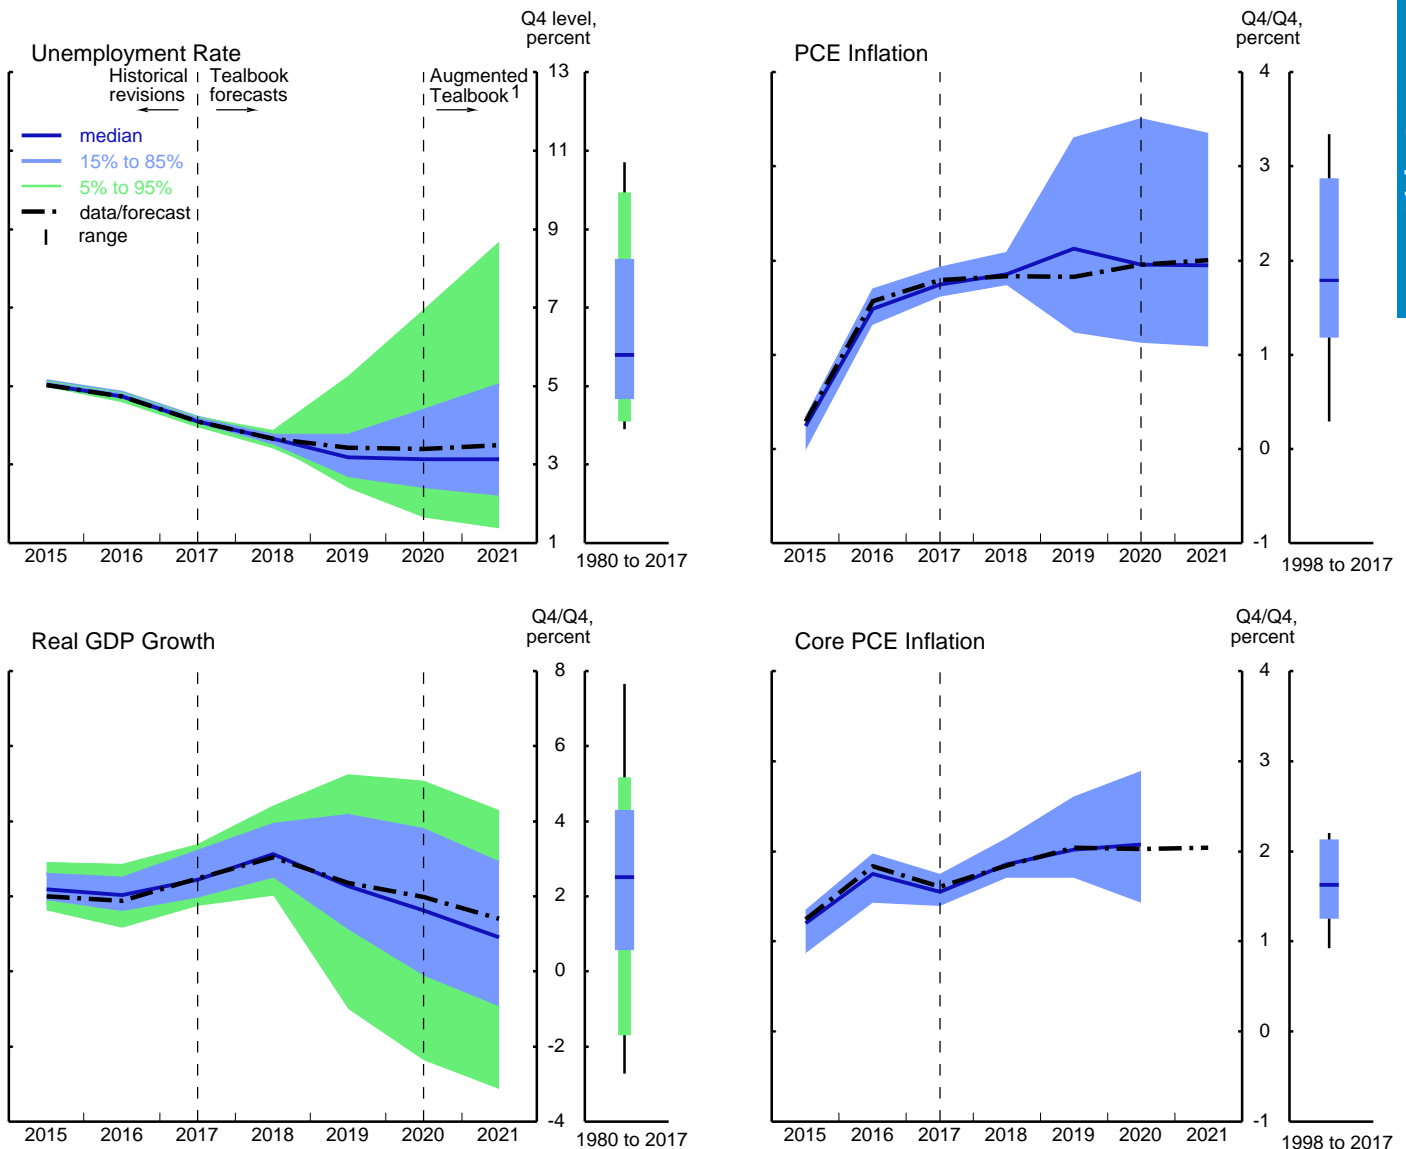 Q4 level,
percent
Unemployment Rate
Historical
revisions
Tealbook
forecasts
Augmented
Tealbook 1
median
15% to 85%
5% to 95%
data/forecast
range
13
11
9
7
5
3
1
2015 2016 2017 2018 2019 2020 2021
1980 to 2017
Q4/Q4,
percent
PCE Inflation
4
3
2
1
0
-1
2015 2016 2017 2018 2019 2020 2021
1998 to 2017
Q4/Q4,
percent
Real GDP Growth
8
6
4
2
0
-2
-4
2015 2016 2017 2018 2019 2020 2021
1980 to 2017
Q4/Q4,
percent
Core PCE Inflation
4
3
2
1
0
-1
2015 2016 2017 2018 2019 2020 2021
1998 to 2017